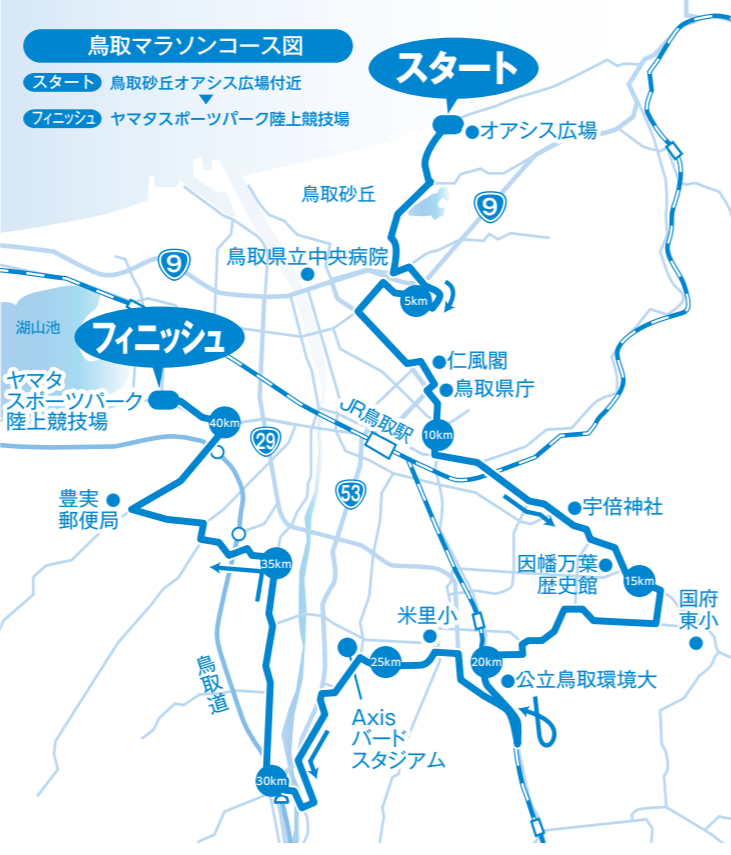 鳥取マラソンコース図
スタート 鳥取砂丘オアシス広場付近
フィニッシュ ヤマタスポーツパーク陸上競技場
スタート
オアシス広場
鳥取砂丘
9
9
鳥取県立中央病院
5km
湖山池
フィニッシュ
仁風閣
鳥取県庁
ヤマタ
スポーツパーク
陸上競技場
JR鳥取駅
40km
10km
29
53
豊実
郵便局
宇倍神社
35km
因幡万葉
歴史館
15km
国府
東小
米里小
25km
20km
公立鳥取環境大
鳥取道
Axis
バード
スタジアム
30km